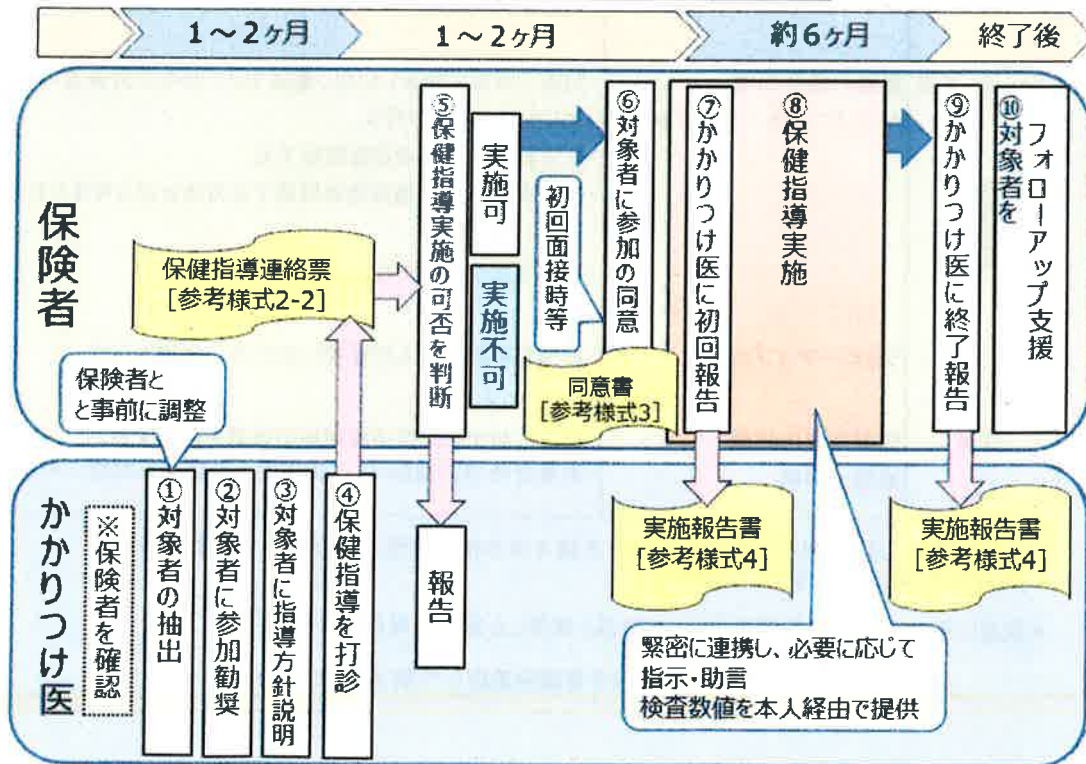 1～2ヶ月
1～2ヶ月
約6ヶ月
終了後
保険者
保健指導連絡票
[参考様式2-2]
保険者と
と事前に調整
⑤保健指導実施の可否を判断
実施可
実施不可
初回面接時等
⑥対象者に参加の同意
同意書
[参考様式3]
⑦かかりつけ医に初回報告
⑧保健指導実施
⑨かかりつけ医に終了報告
⑩対象者を
フォローアップ支援
かかりつけ医
※保険者を確認
①対象者の抽出
②対象者に参加勧奨
③対象者に指導方針説明
④保健指導を打診
報告
実施報告書
[参考様式4]
実施報告書
[参考様式4]
緊密に連携し、必要に応じて
指示・助言
検査数値を本人経由で提供